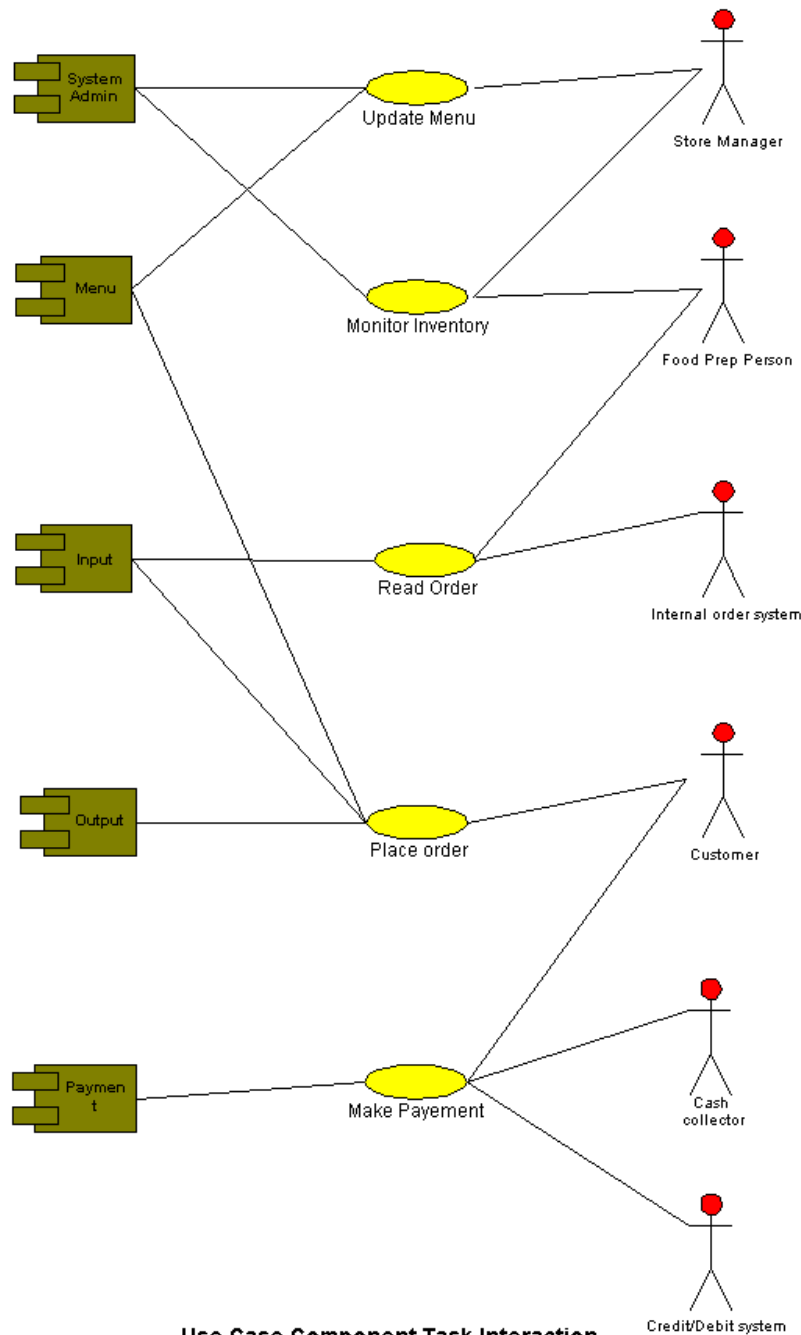 System
Admin
Update Menu
Store Manager
Menu
Monitor Inventory
Food Prep Person
Input
Read Order
Internal order system
Output
Place order
Customer
Paymen
t
Make Payement
Cash
collector
Credit/Debit system
Use Case Component Task Interaction